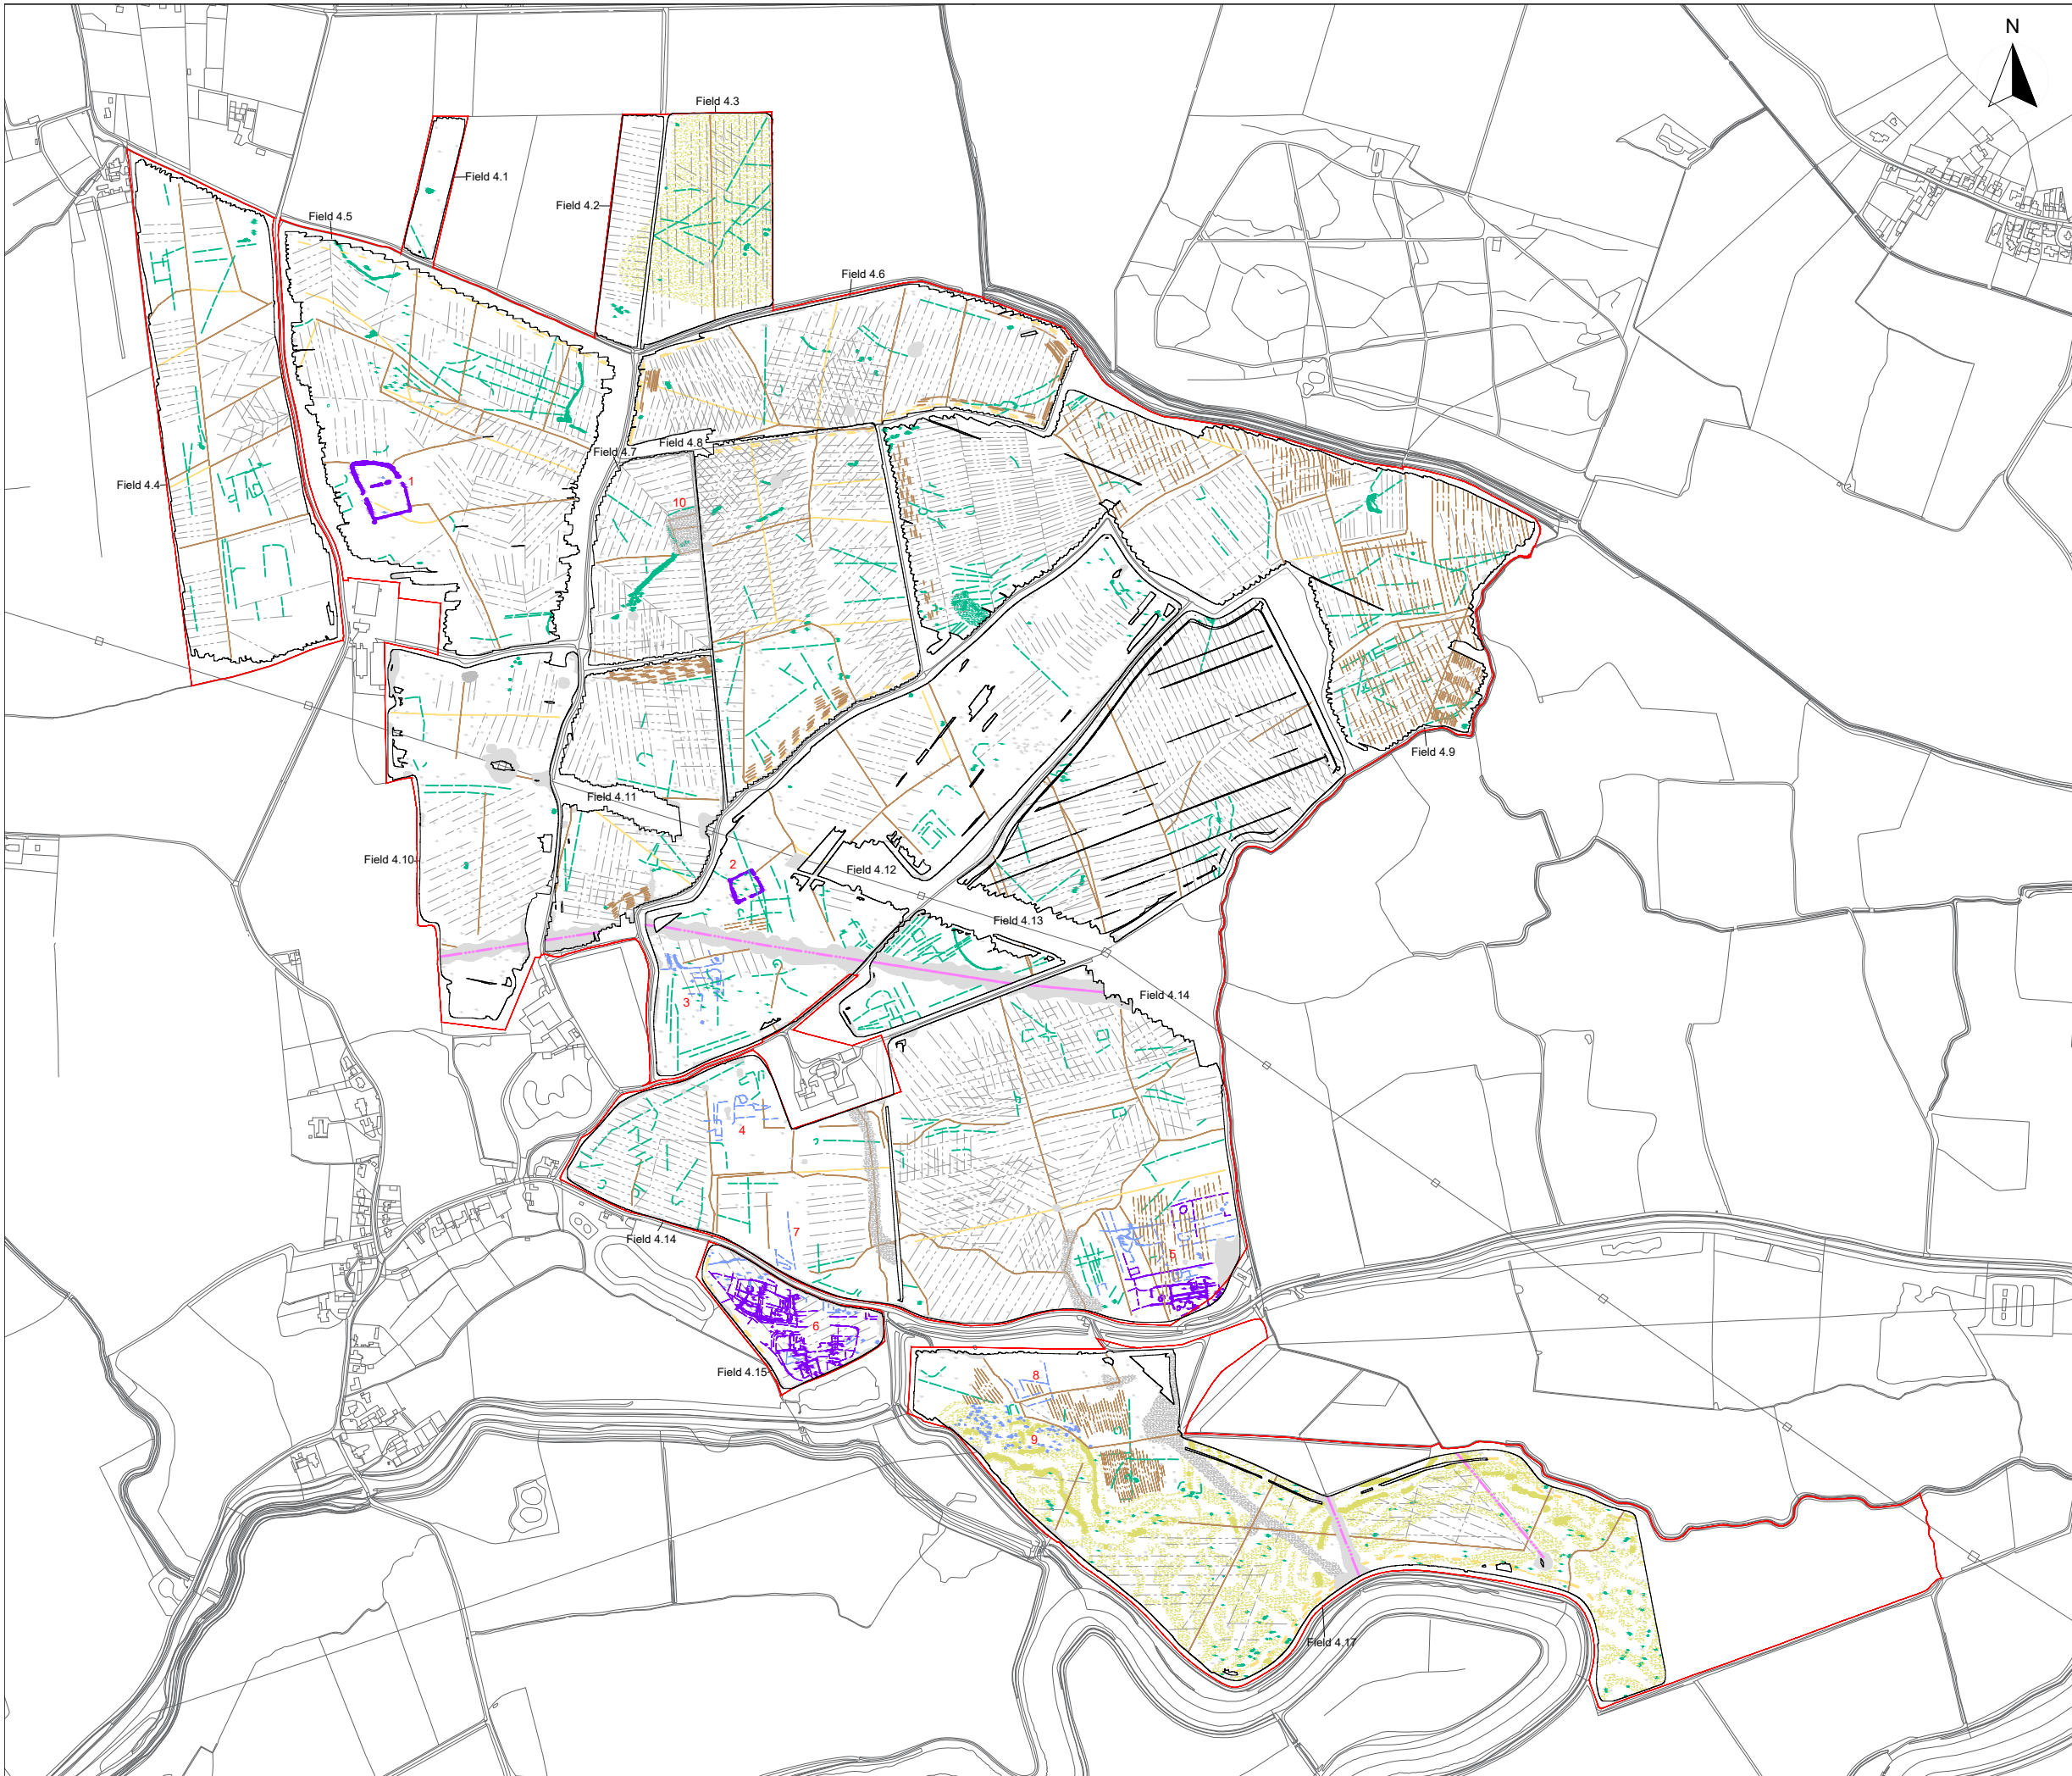 N
Field 4.3
Field 4.1
Field 4.2
Field 4.5
Field 4.6
Field 4.8
Field 4.7
1
Field 4.4
10
Field 4.9
Field 4.11
Field 4.10
2
Field 4.12
Field 4.13
3
Field 4.14
4
7
5
Field 4.14
6
Field 4.15
8
9
Field 4.17